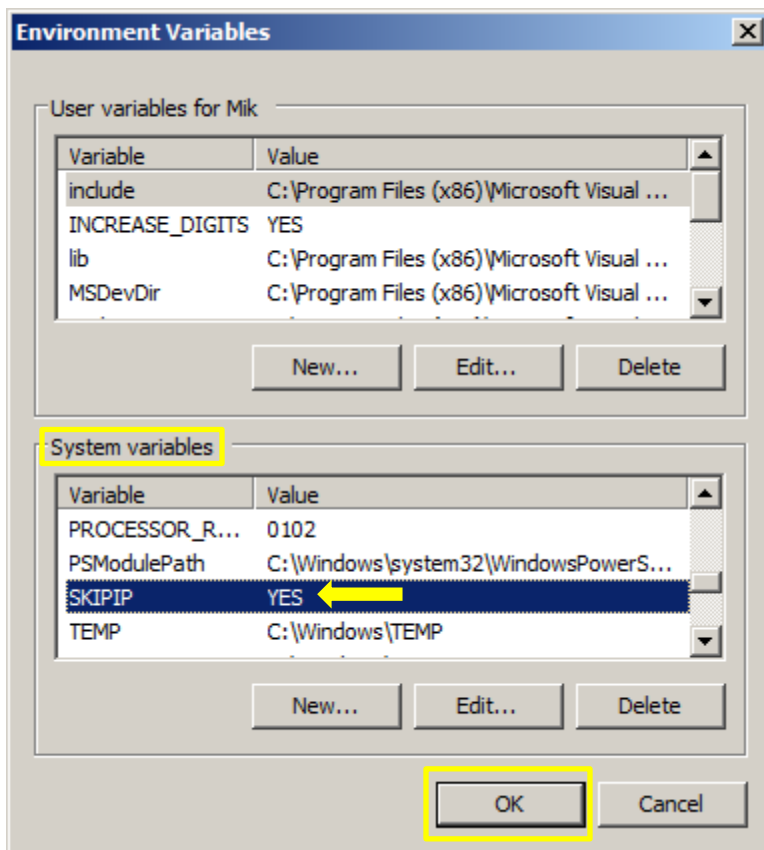 Environment Variables
User variables for Mik
Variable Value
include C:\Program Files (x86)\Microsoft Visual ...
INCREASE_DIGITS YES
lib C:\Program Files (x86)\Microsoft Visual ...
MSDevDir C:\Program Files (x86)\Microsoft Visual ...
New... Edit... Delete
System variables
Variable Value
PROCESSOR_R... 0102
PSModulePath C:\Windows\system32\WindowsPowerS...
SKIPIP YES
TEMP C:\Windows\TEMP
New... Edit... Delete
OK Cancel